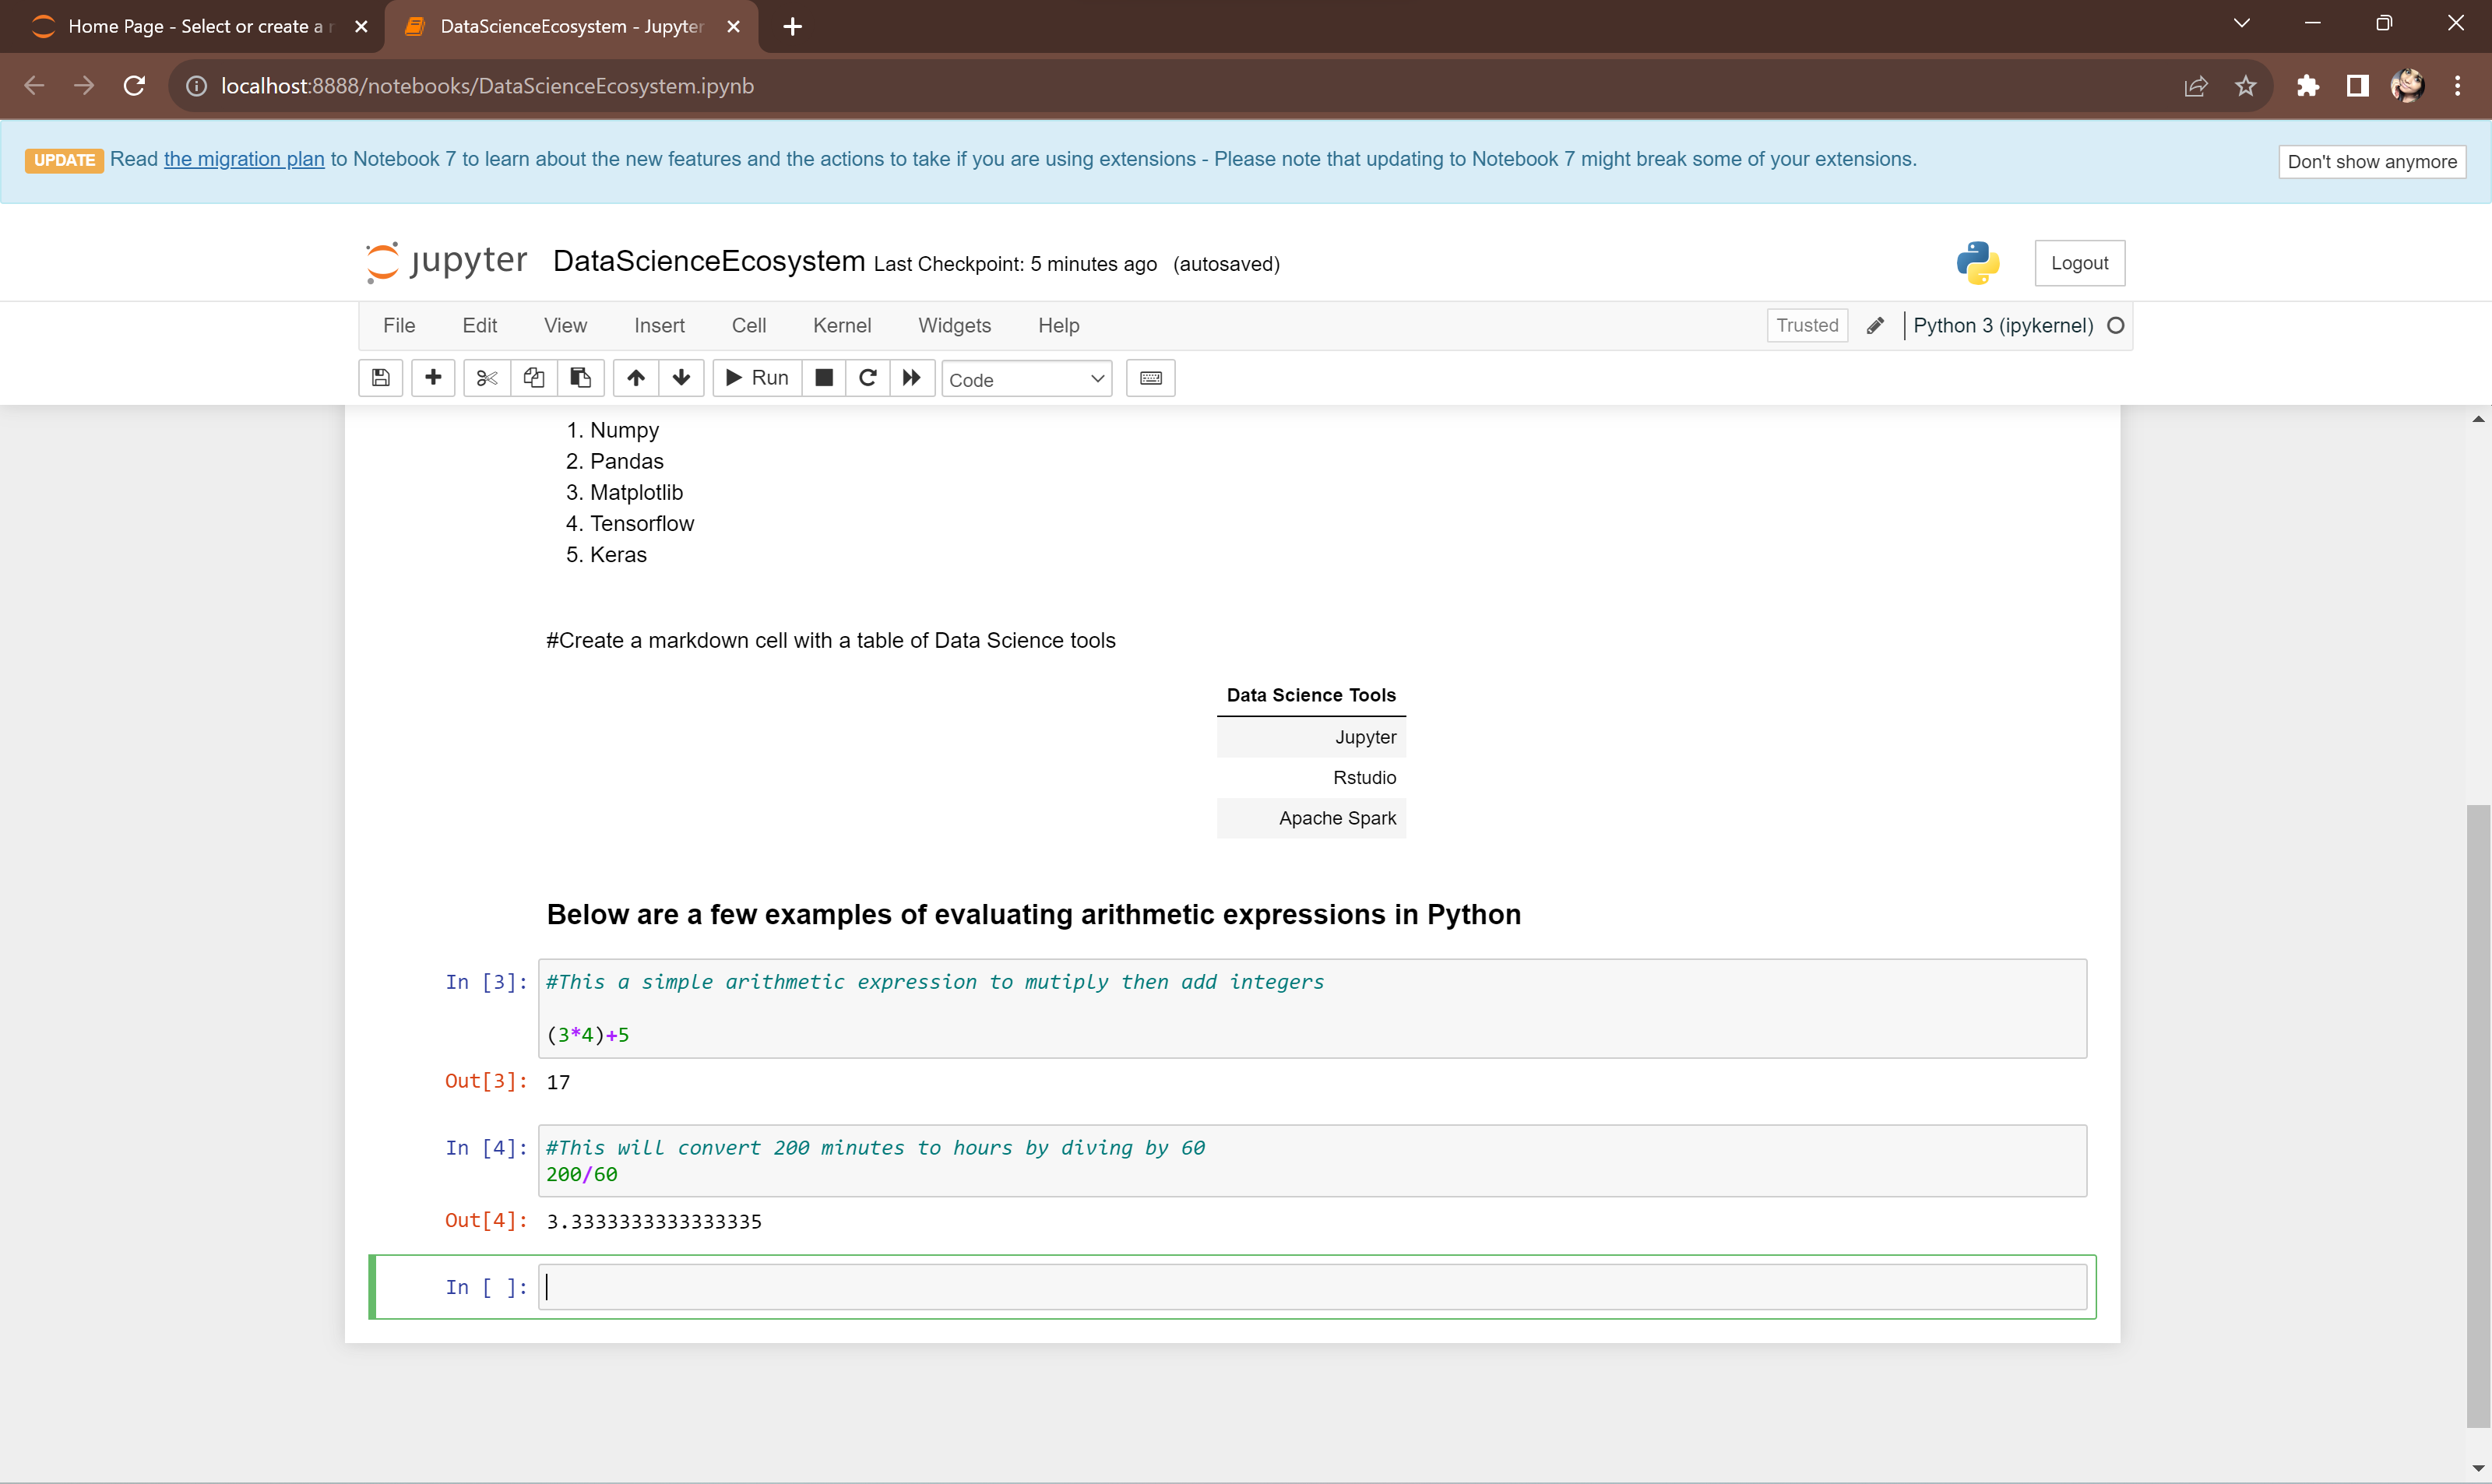 Home Page - Select or create a
DataScienceEcosystem - Jupyter
localhost:8888/notebooks/DataScienceEcosystem.ipynb
UPDATE Read the migration plan to Notebook 7 to learn about the new features and the actions to take if you are using extensions - Please note that updating to Notebook 7 might break some of your extensions.
Don't show anymore
jupyter DataScienceEcosystem Last Checkpoint: 5 minutes ago (autosaved)
Logout
File Edit View Insert Cell Kernel Widgets Help
Trusted Python 3 (ipykernel)
Run Code
1. Numpy
2. Pandas
3. Matplotlib
4. Tensorflow
5. Keras
#Create a markdown cell with a table of Data Science tools
Data Science Tools
Jupyter
Rstudio
Apache Spark
Below are a few examples of evaluating arithmetic expressions in Python
In [3]: #This a simple arithmetic expression to mutiply then add integers
(3*4)+5
Out[3]: 17
In [4]: #This will convert 200 minutes to hours by diving by 60
200/60
Out[4]: 3.3333333333333335
In [ ]: